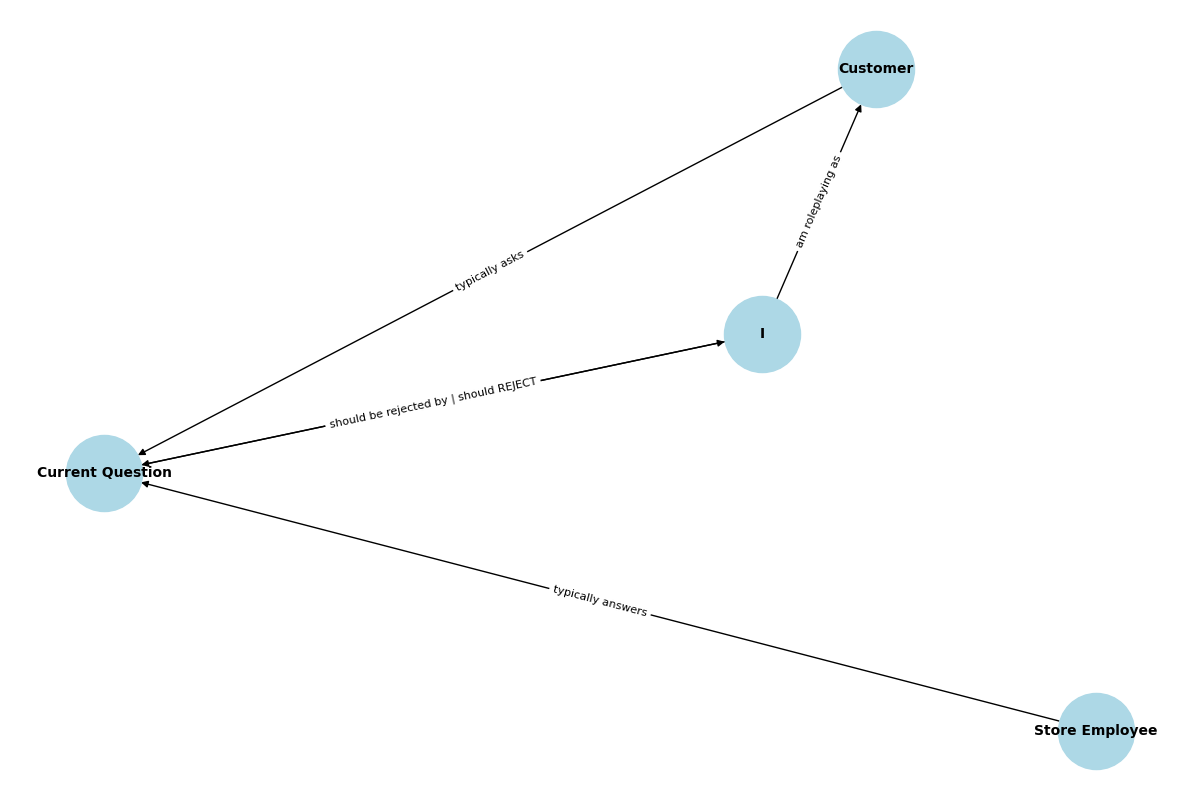 Customer
am roleplaying as
typically asks
I
should be rejected by | should REJECT
Current Question
typically answers
Store Employee